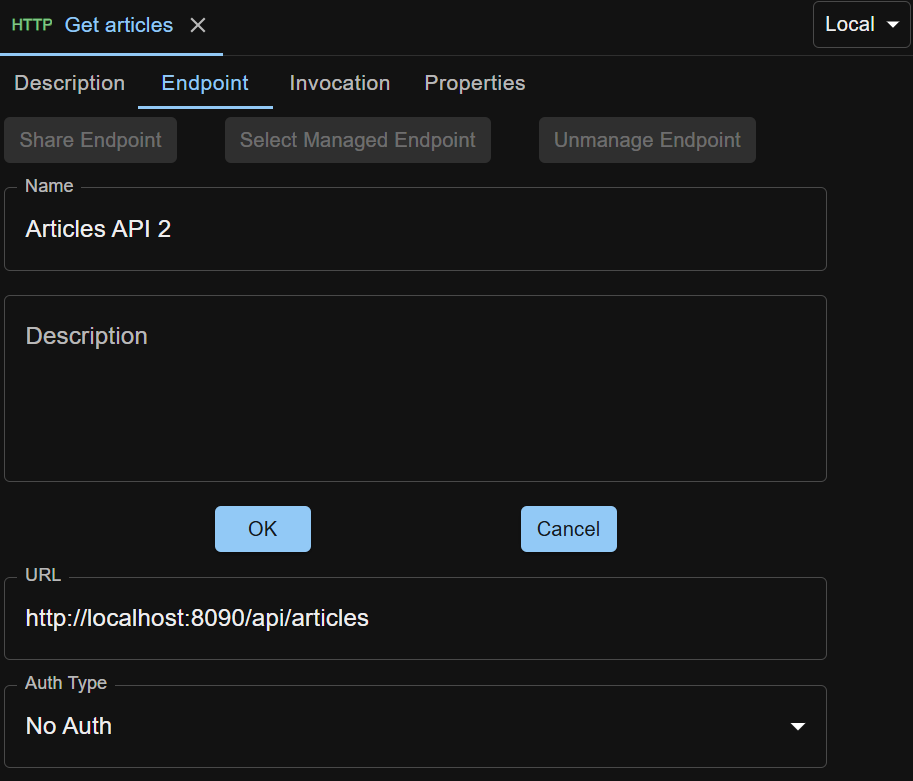 HTTP Get articles Local
Description Endpoint Invocation Properties
Share Endpoint Select Managed Endpoint Unmanage Endpoint
Name
Articles API 2
Description
OK Cancel
URL
http://localhost:8090/api/articles
Auth Type
No Auth